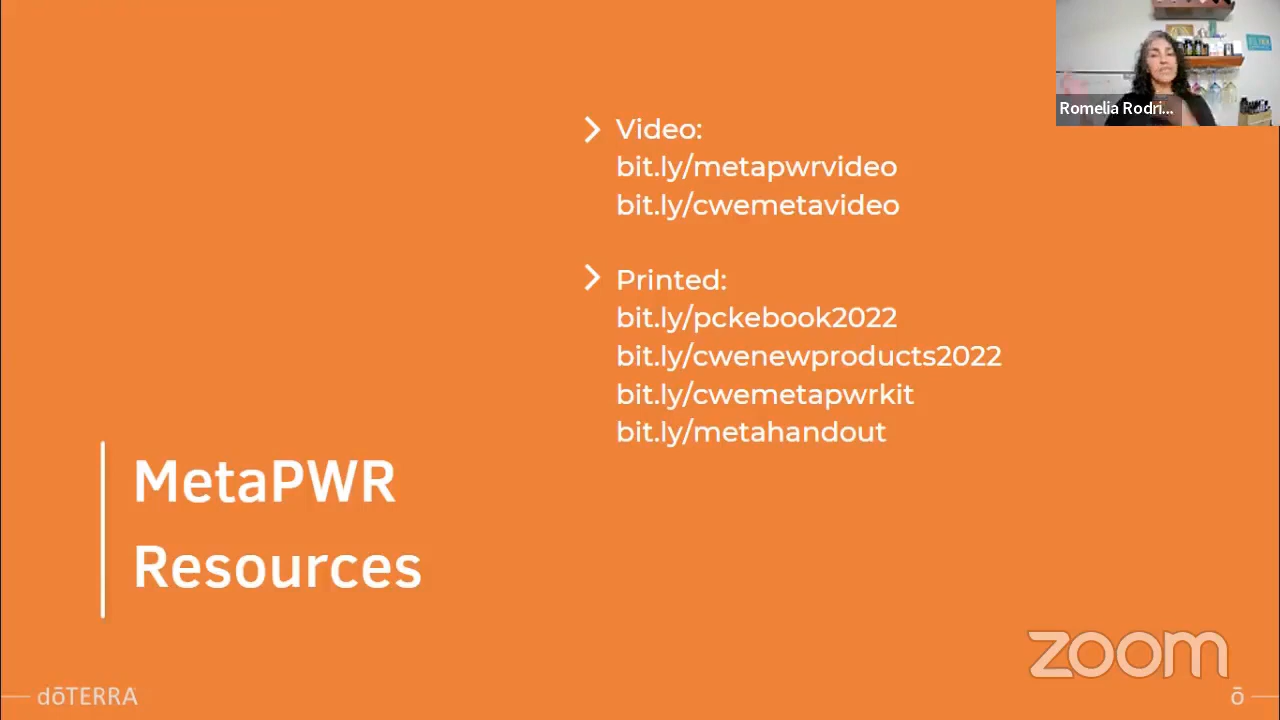 Romelia Rodri...
Video:
bit.ly/metapwrvideo
bit.ly/cwemetavideo
Printed:
bit.ly/pckebook2022
bit.ly/cwenewproducts2022
bit.ly/cwemetapwrkit
bit.ly/metahandout
MetaPWR
Resources
zoom
dōTERRA
ō